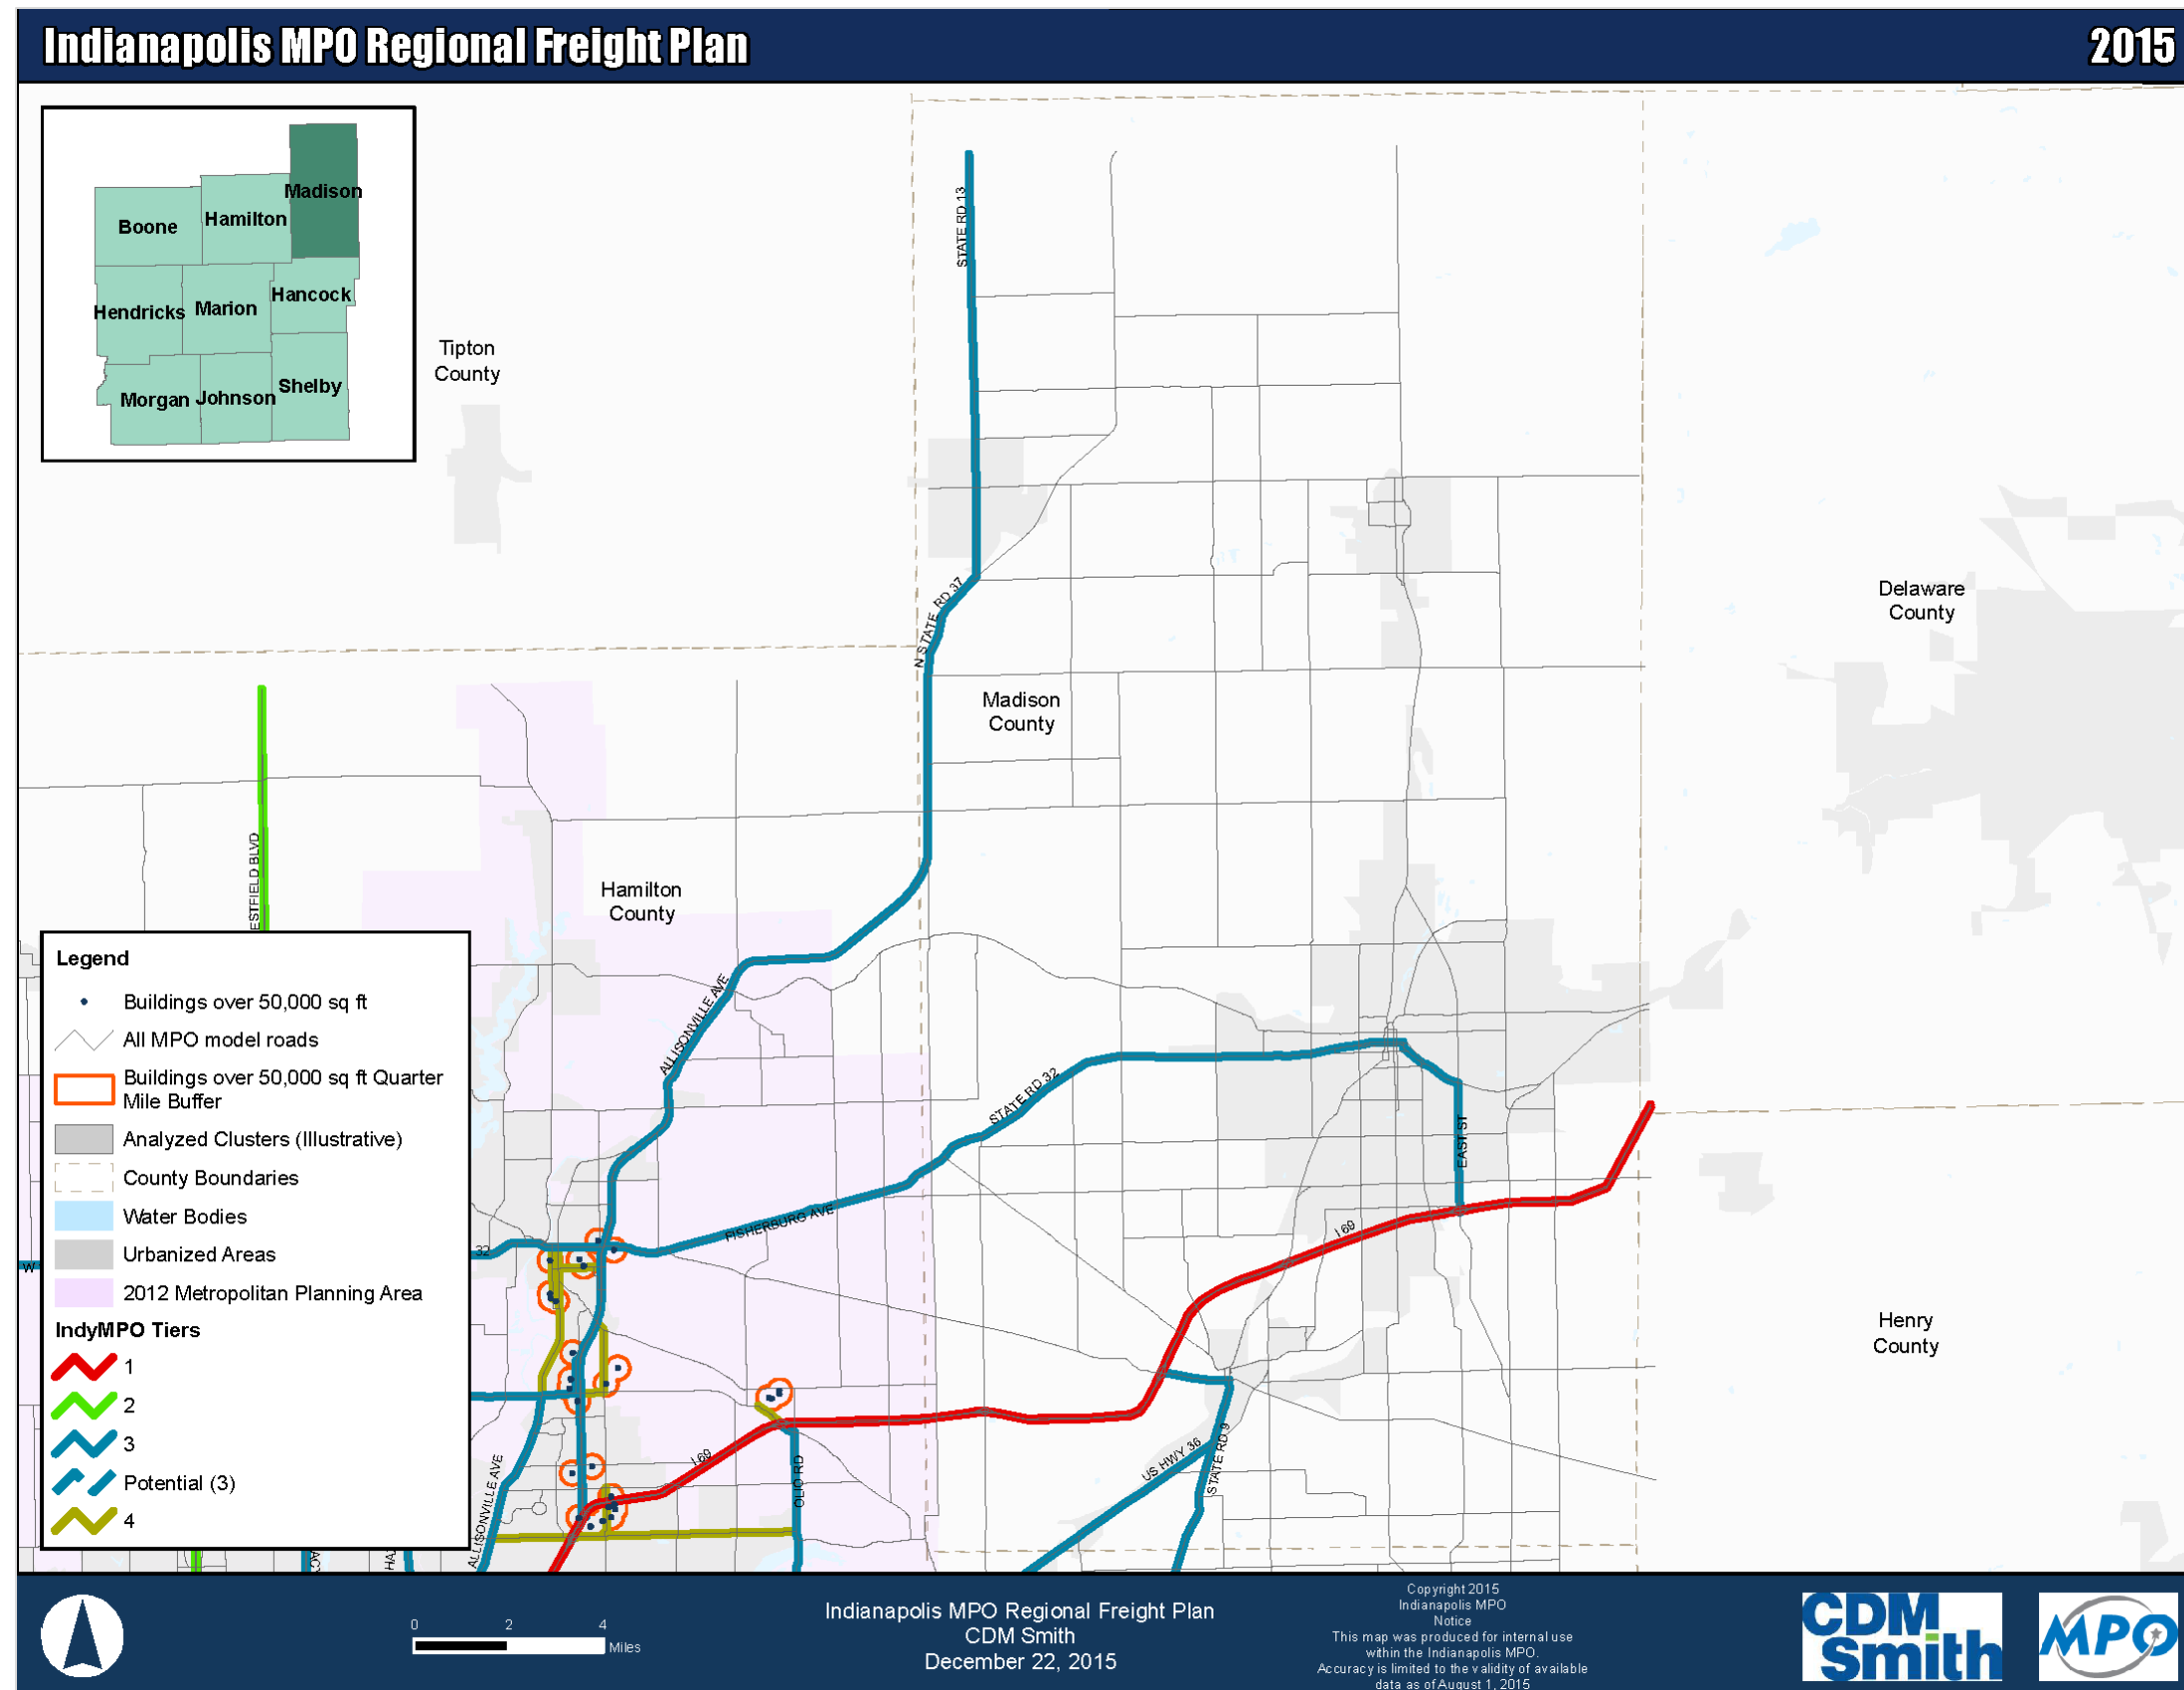 Indianapolis MPO Regional Freight Plan
2015
Madison
Hamilton
Boone
Hancock
Marion
Hendricks
Shelby
Morgan
Johnson
Tipton
County
STATE RD 13
N STATE RD 37
Delaware
County
Madison
County
ESTFIELD BLVD
Hamilton
County
ALLISONVILLE AVE
STATE RD 32
EAST ST
FISHERBURG AVE
32
W
I 69
Henry
County
I 69
US HWY 36
STATE RD 9
OLIO RD
ALLISONVILLE AVE
HA
Legend
Buildings over 50,000 sq ft
All MPO model roads
Buildings over 50,000 sq ft Quarter
Mile Buffer
Analyzed Clusters (Illustrative)
County Boundaries
Water Bodies
Urbanized Areas
2012 Metropolitan Planning Area
IndyMPO Tiers
1
2
3
Potential (3)
4
0 2 4
Miles
Indianapolis MPO Regional Freight Plan
CDM Smith
December 22, 2015
Copyright 2015
Indianapolis MPO
Notice
This map was produced for internal use
within the Indianapolis MPO.
Accuracy is limited to the validity of available
data as of August 1, 2015
CDM
Smith
MPO